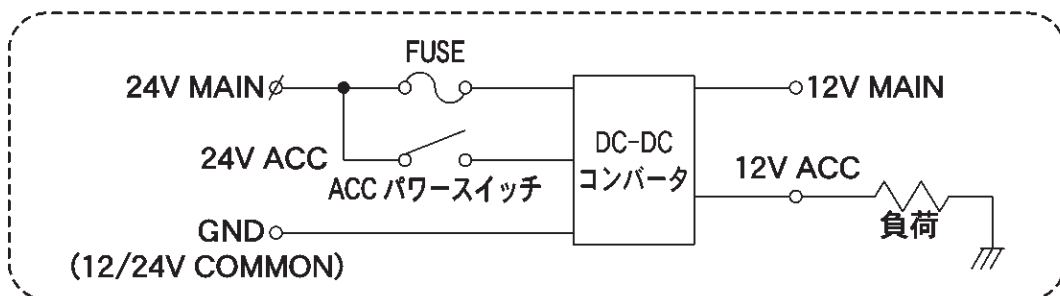 FUSE
24V MAIN
12V MAIN
24V ACC
ACC パワースイッチ
DC-DC
コンバータ
12V ACC
負荷
GND
(12/24V COMMON)